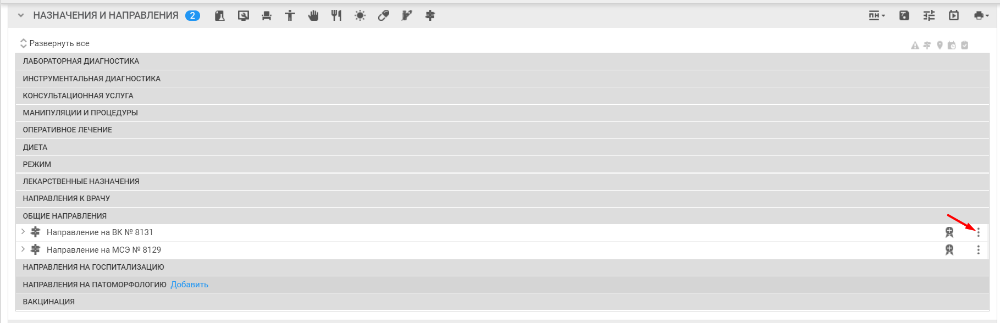 НАЗНАЧЕНИЯ И НАПРАВЛЕНИЯ 2
ПН
Развернуть все
ЛАБОРАТОРНАЯ ДИАГНОСТИКА
ИНСТРУМЕНТАЛЬНАЯ ДИАГНОСТИКА
КОНСУЛЬТАЦИОННАЯ УСЛУГА
МАНИПУЛЯЦИИ И ПРОЦЕДУРЫ
ОПЕРАТИВНОЕ ЛЕЧЕНИЕ
ДИЕТА
РЕЖИМ
ЛЕКАРСТВЕННЫЕ НАЗНАЧЕНИЯ
НАПРАВЛЕНИЯ К ВРАЧУ
ОБЩИЕ НАПРАВЛЕНИЯ
Направление на ВК № 8131
Направление на МСЭ № 8129
НАПРАВЛЕНИЯ НА ГОСПИТАЛИЗАЦИЮ
НАПРАВЛЕНИЯ НА ПАТОМОРФОЛОГИЮ Добавить
ВАКЦИНАЦИЯ